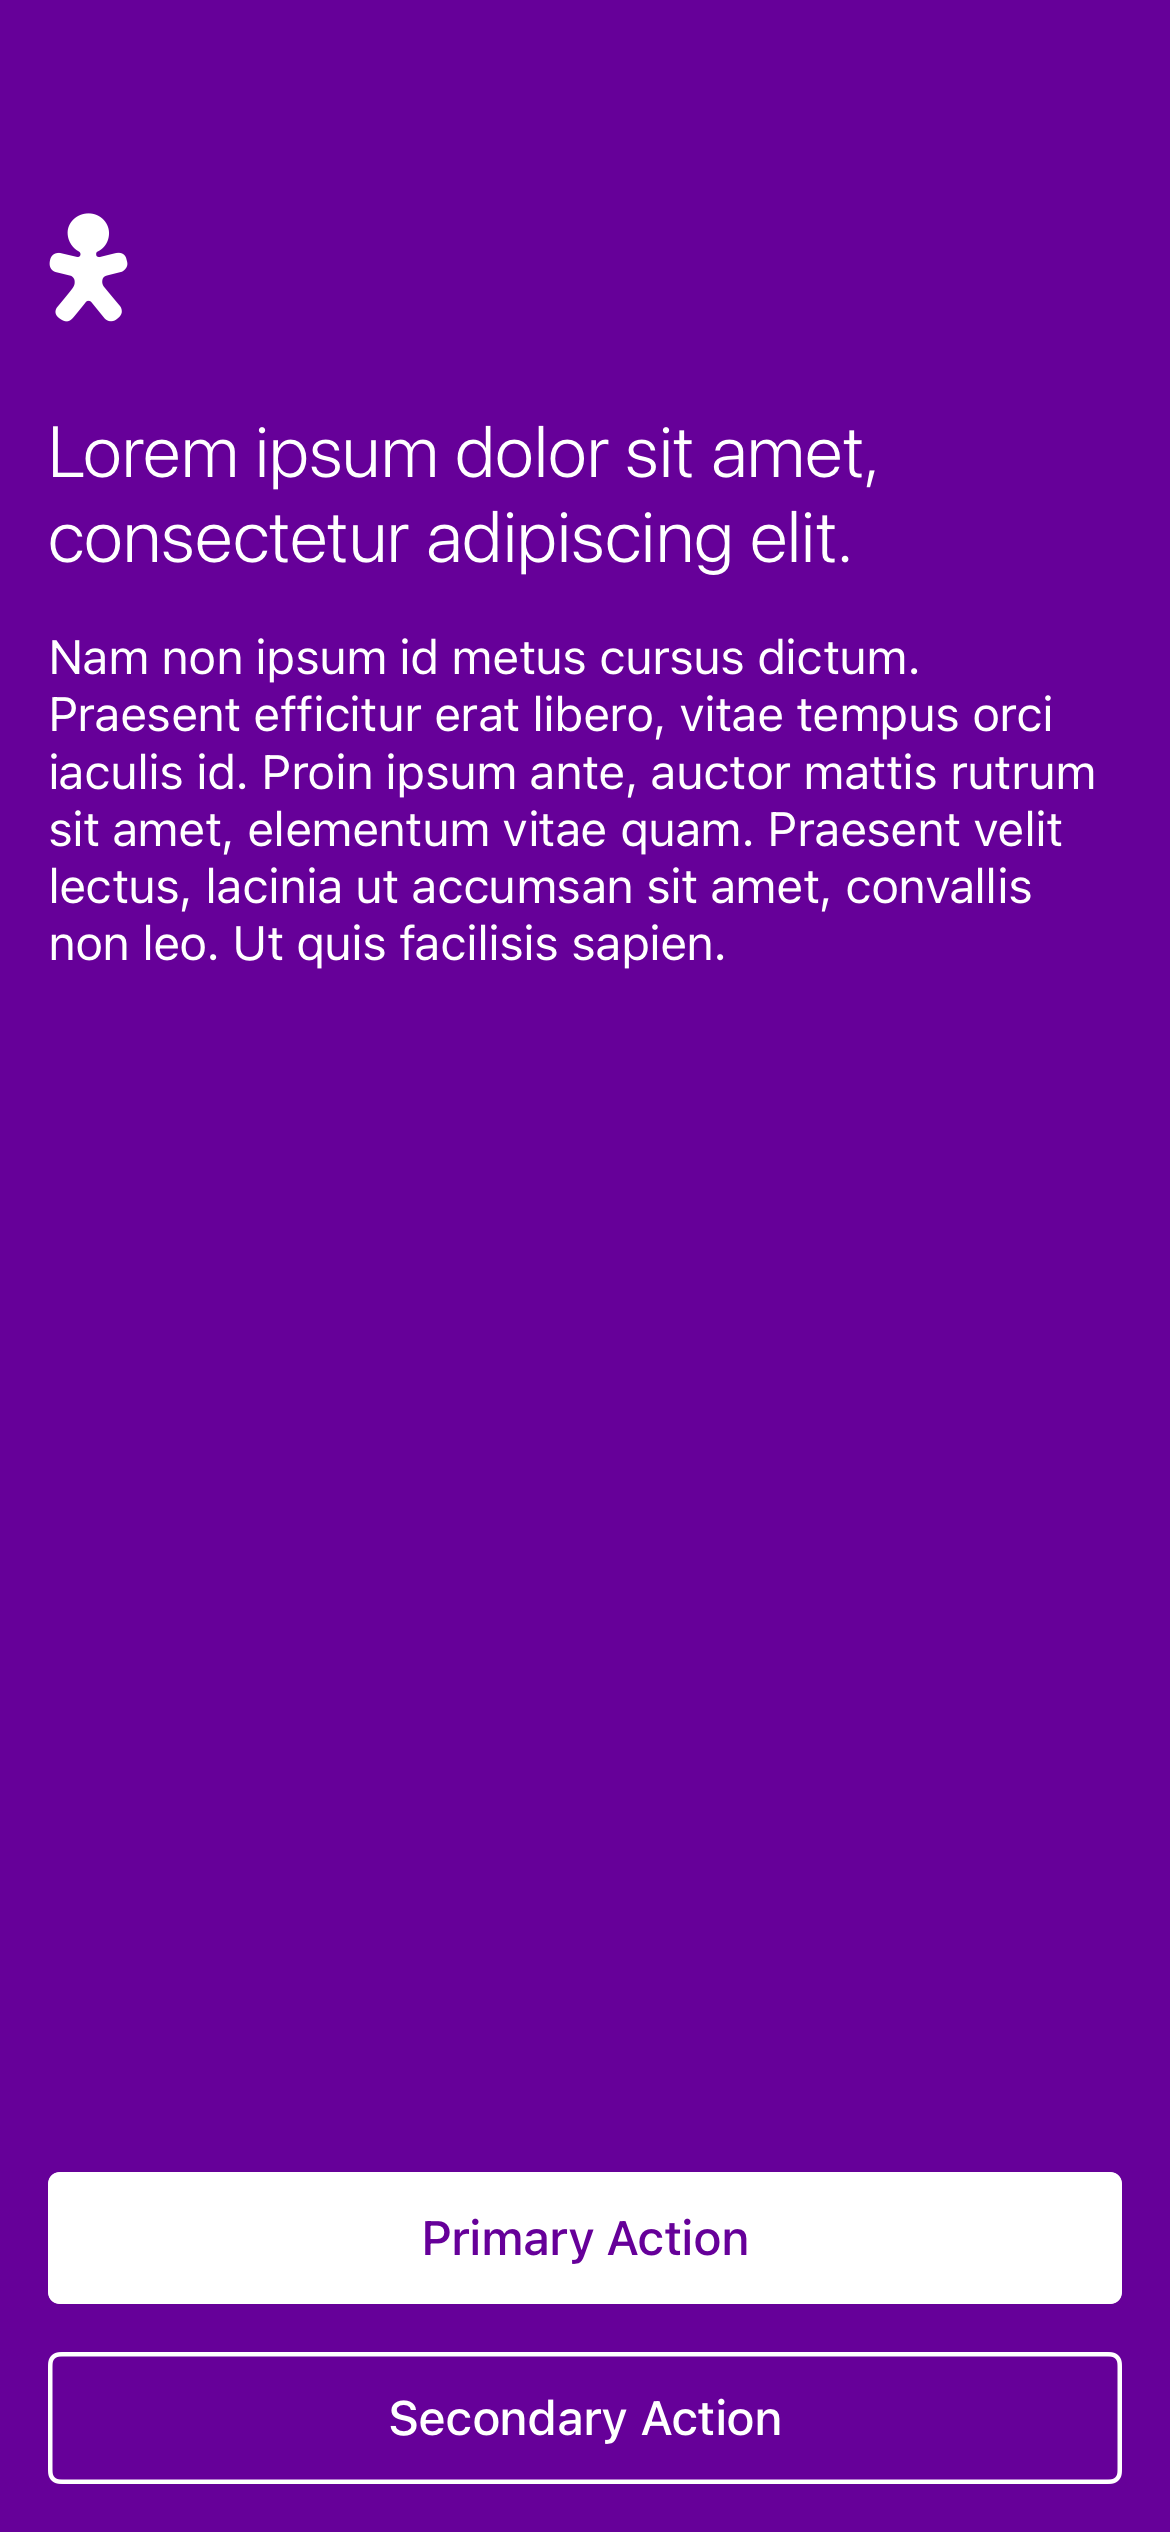 Lorem ipsum dolor sit amet,
consectetur adipiscing elit.
Nam non ipsum id metus cursus dictum.
Praesent efficitur erat libero, vitae tempus orci
iaculis id. Proin ipsum ante, auctor mattis rutrum
sit amet, elementum vitae quam. Praesent velit
lectus, lacinia ut accumsan sit amet, convallis
non leo. Ut quis facilisis sapien.
Primary Action
Secondary Action